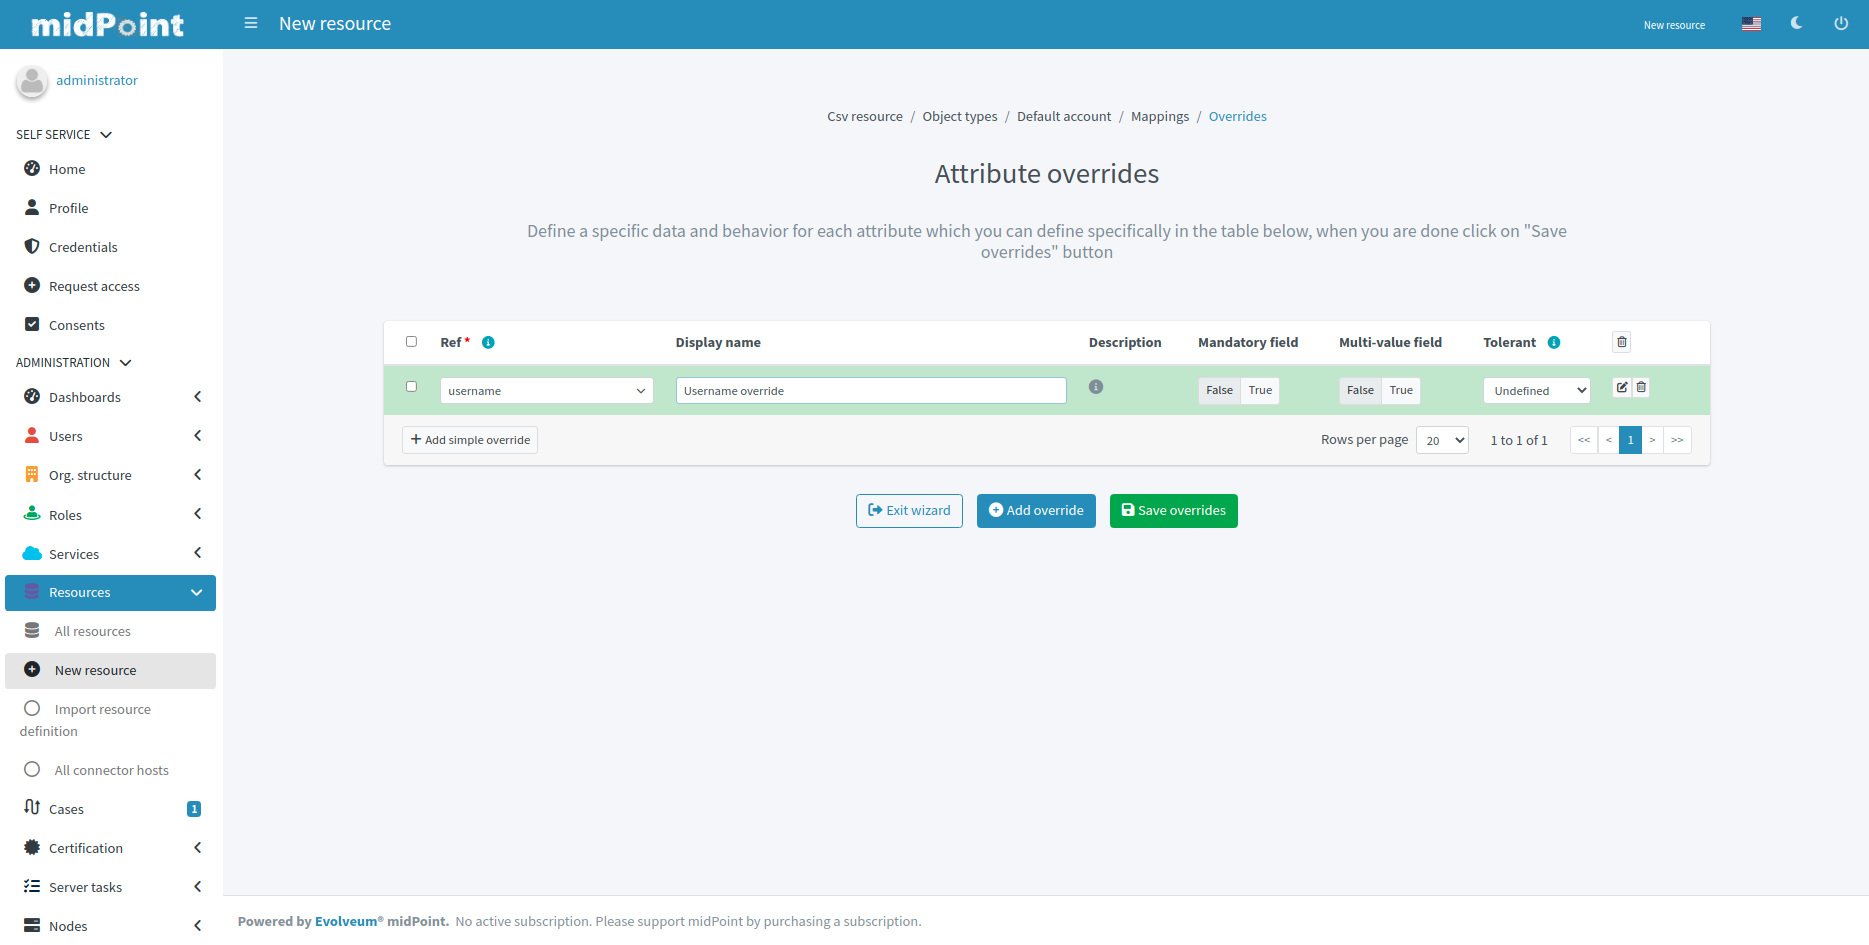 midPoint
New resource
New resource
administrator
SELF SERVICE
Home
Profile
Credentials
Request access
Consents
ADMINISTRATION
Dashboards
Users
Org. structure
Roles
Services
Resources
All resources
New resource
Import resource
definition
All connector hosts
Cases 1
Certification
Server tasks
Nodes
Csv resource / Object types / Default account / Mappings / Overrides
Attribute overrides
Define a specific data and behavior for each attribute which you can define specifically in the table below, when you are done click on "Save
overrides" button
Ref * Display name Description Mandatory field Multi-value field Tolerant
username Username override False True False True Undefined
Add simple override Rows per page 20 1 to 1 of 1 << < 1 > >>
Exit wizard Add override Save overrides
Powered by Evolveum® midPoint. No active subscription. Please support midPoint by purchasing a subscription.